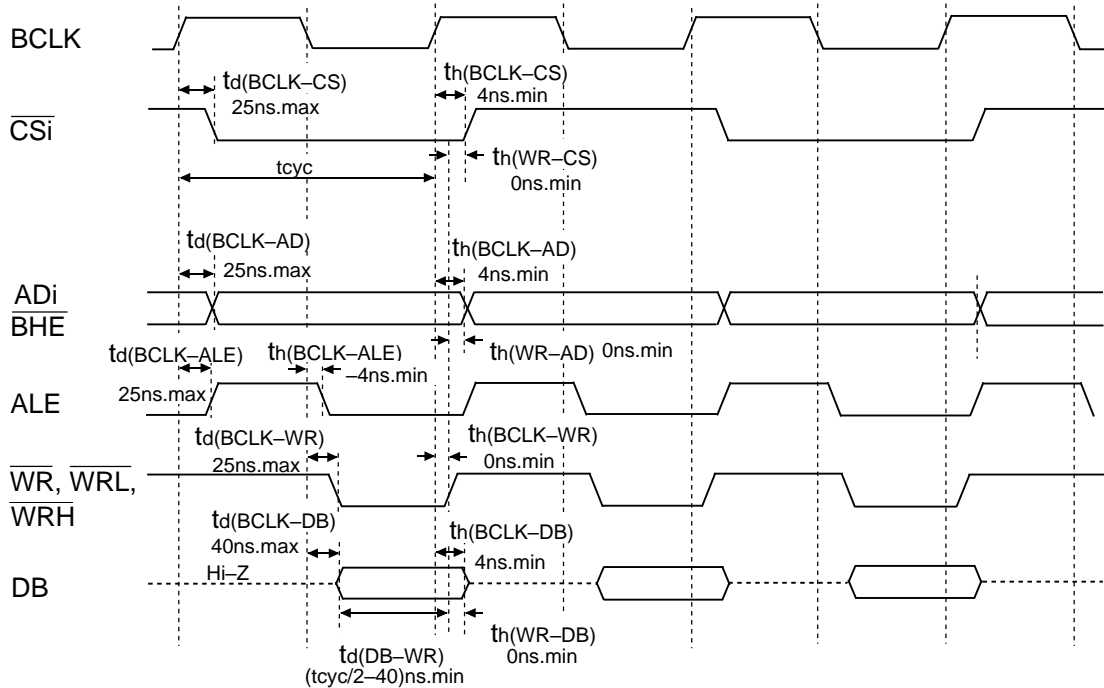 BCLK
td(BCLK–CS)
25ns.max
th(BCLK–CS)
4ns.min
CSi
tcyc
th(WR–CS)
0ns.min
td(BCLK–AD)
25ns.max
th(BCLK–AD)
4ns.min
ADi
BHE
td(BCLK–ALE)
25ns.max
th(BCLK–ALE)
–4ns.min
th(WR–AD) 0ns.min
ALE
td(BCLK–WR)
25ns.max
th(BCLK–WR)
0ns.min
WR, WRL,
WRH
td(BCLK–DB)
40ns.max
th(BCLK–DB)
4ns.min
Hi–Z
DB
td(DB–WR)
(tcyc/2–40)ns.min
th(WR–DB)
0ns.min